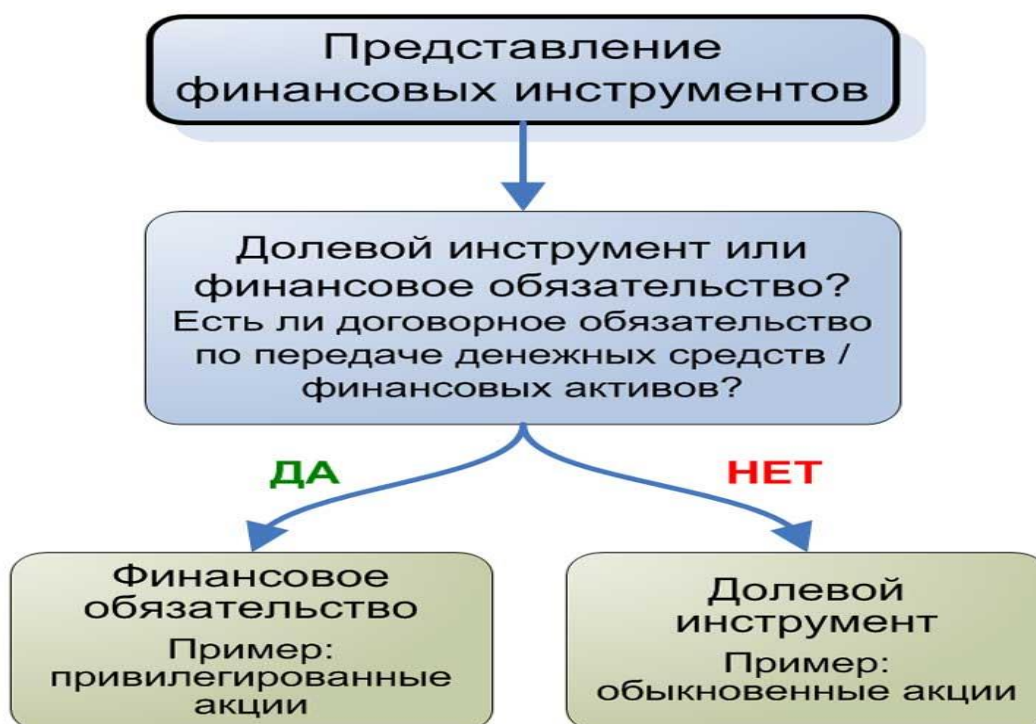 Представление
финансовых инструментов
Долевой инструмент или
финансовое обязательство?
Есть ли договорное обязательство
по передаче денежных средств /
финансовых активов?
ДА
НЕТ
Финансовое
обязательство
Пример:
привилегированные
акции
Долевой
инструмент
Пример:
обыкновенные акции